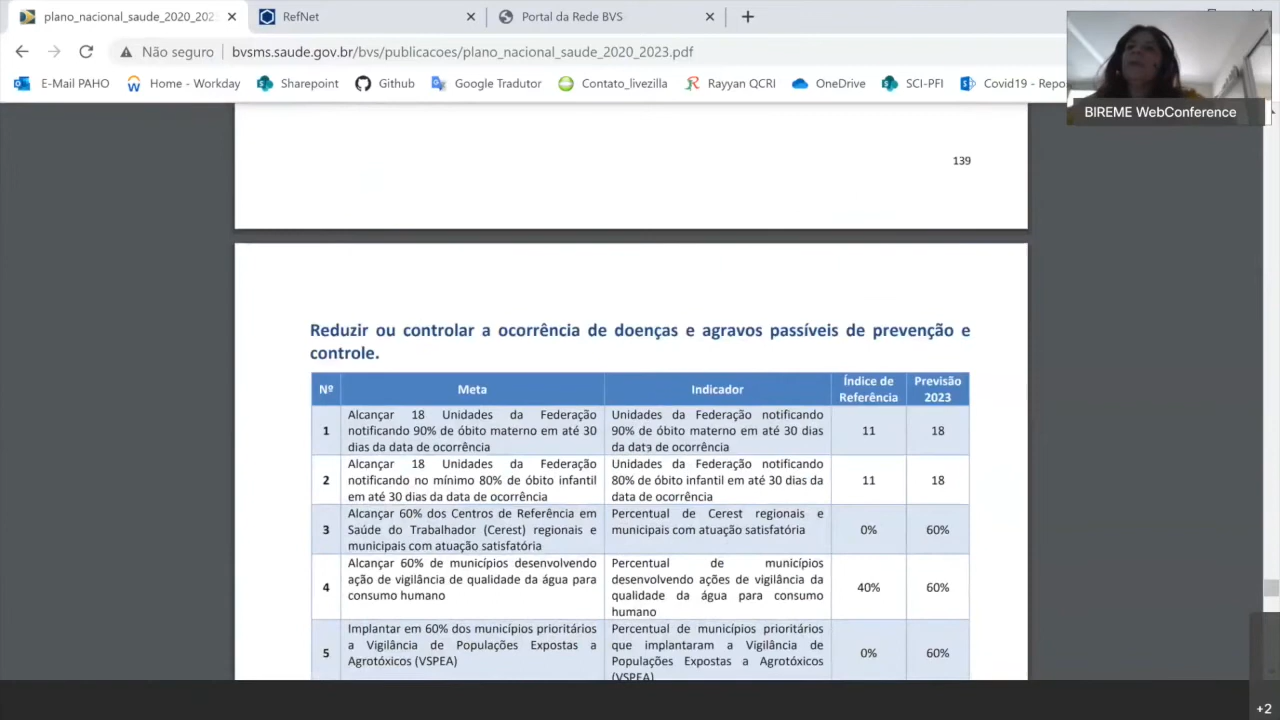 plano_nacional_saude_2020_202
RefNet
Portal da Rede BVS
Não seguro
bvsms.saude.gov.br/bvs/publicacoes/plano_nacional_saude_2020_2023.pdf
E-Mail PAHO
Home - Workday
Sharepoint
Github
Google Tradutor
Contato_livezilla
Rayyan QCRI
OneDrive
SCI-PFI
Covid19 - Repo
BIREME WebConference
139
Reduzir ou controlar a ocorrência de doenças e agravos passíveis de prevenção e
controle.
Nº
Meta
Indicador
Índice de
Referência
Previsão
2023
1
Alcançar 18 Unidades da Federação
notificando 90% de óbito materno em até 30
dias da data de ocorrência
Unidades da Federação notificando
90% de óbito materno em até 30 dias
da data de ocorrência
11
18
2
Alcançar 18 Unidades da Federação
notificando no mínimo 80% de óbito infantil
em até 30 dias da data de ocorrência
Unidades da Federação notificando
80% de óbito infantil em até 30 dias da
data de ocorrência
11
18
3
Alcançar 60% dos Centros de Referência em
Saúde do Trabalhador (Cerest) regionais e
municipais com atuação satisfatória
Percentual de Cerest regionais e
municipais com atuação satisfatória
0%
60%
4
Alcançar 60% de municípios desenvolvendo
ação de vigilância de qualidade da água para
consumo humano
Percentual de municípios
desenvolvendo ações de vigilância da
qualidade da água para consumo
humano
40%
60%
5
Implantar em 60% dos municípios prioritários
a Vigilância de Populações Expostas a
Agrotóxicos (VSPEA)
Percentual de municípios prioritários
que implantaram a Vigilância de
Populações Expostas a Agrotóxicos
(VSPEA)
0%
60%
+2